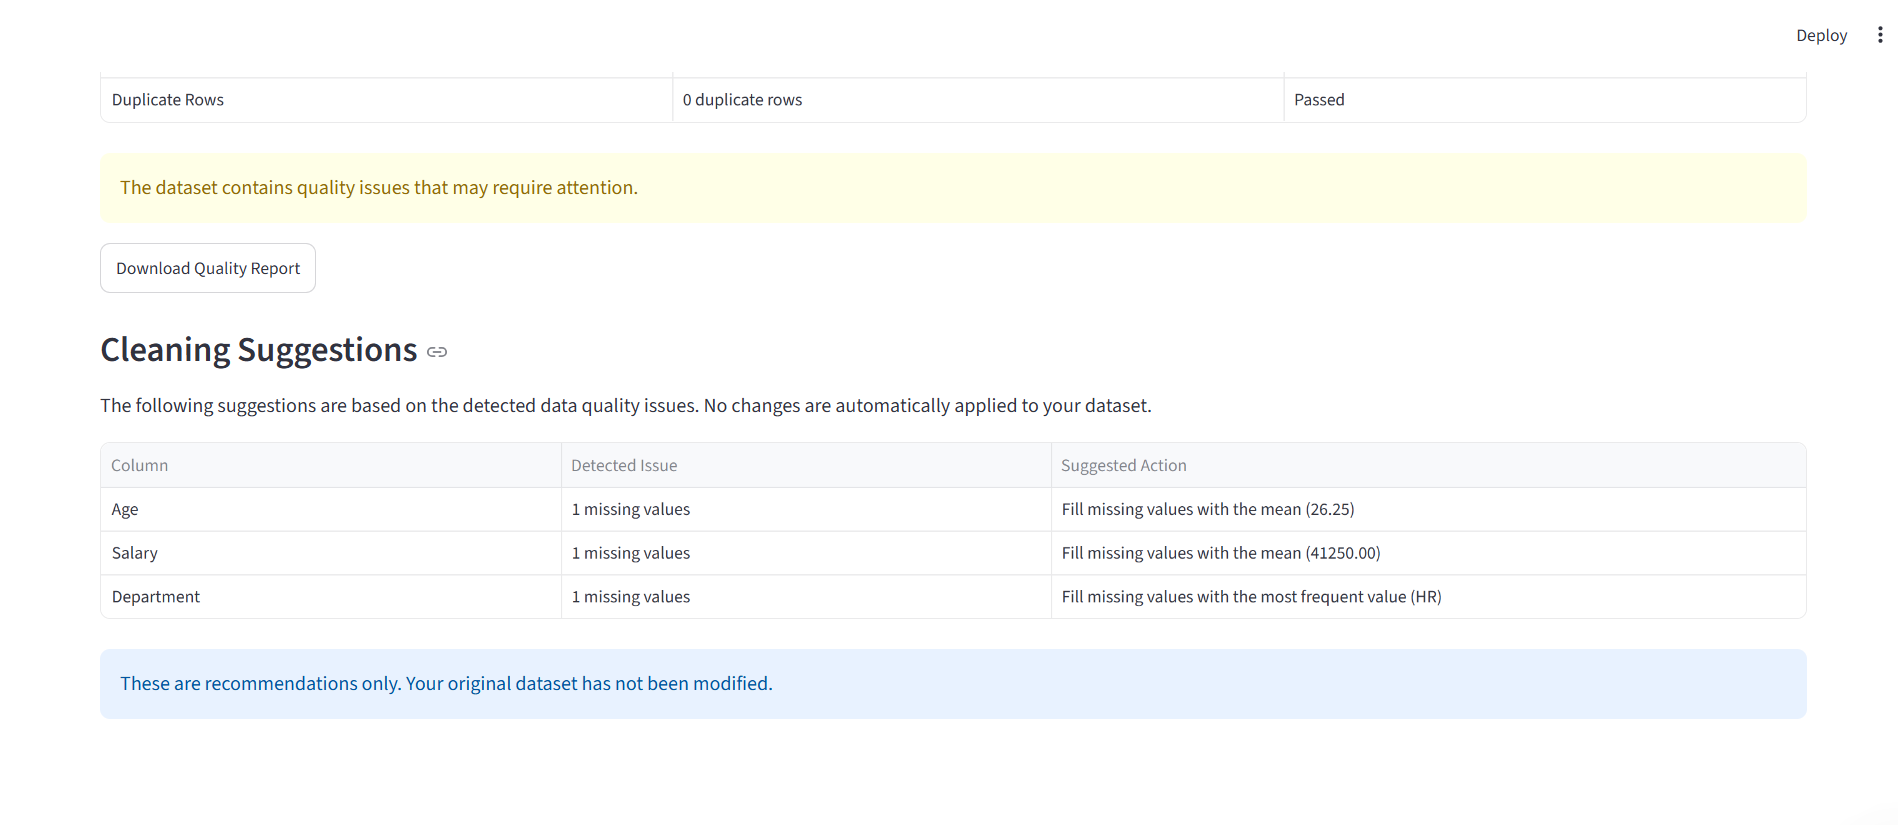 Deploy
Duplicate Rows 0 duplicate rows Passed
The dataset contains quality issues that may require attention.
Download Quality Report
Cleaning Suggestions
The following suggestions are based on the detected data quality issues. No changes are automatically applied to your dataset.
Column Detected Issue Suggested Action
Age 1 missing values Fill missing values with the mean (26.25)
Salary 1 missing values Fill missing values with the mean (41250.00)
Department 1 missing values Fill missing values with the most frequent value (HR)
These are recommendations only. Your original dataset has not been modified.